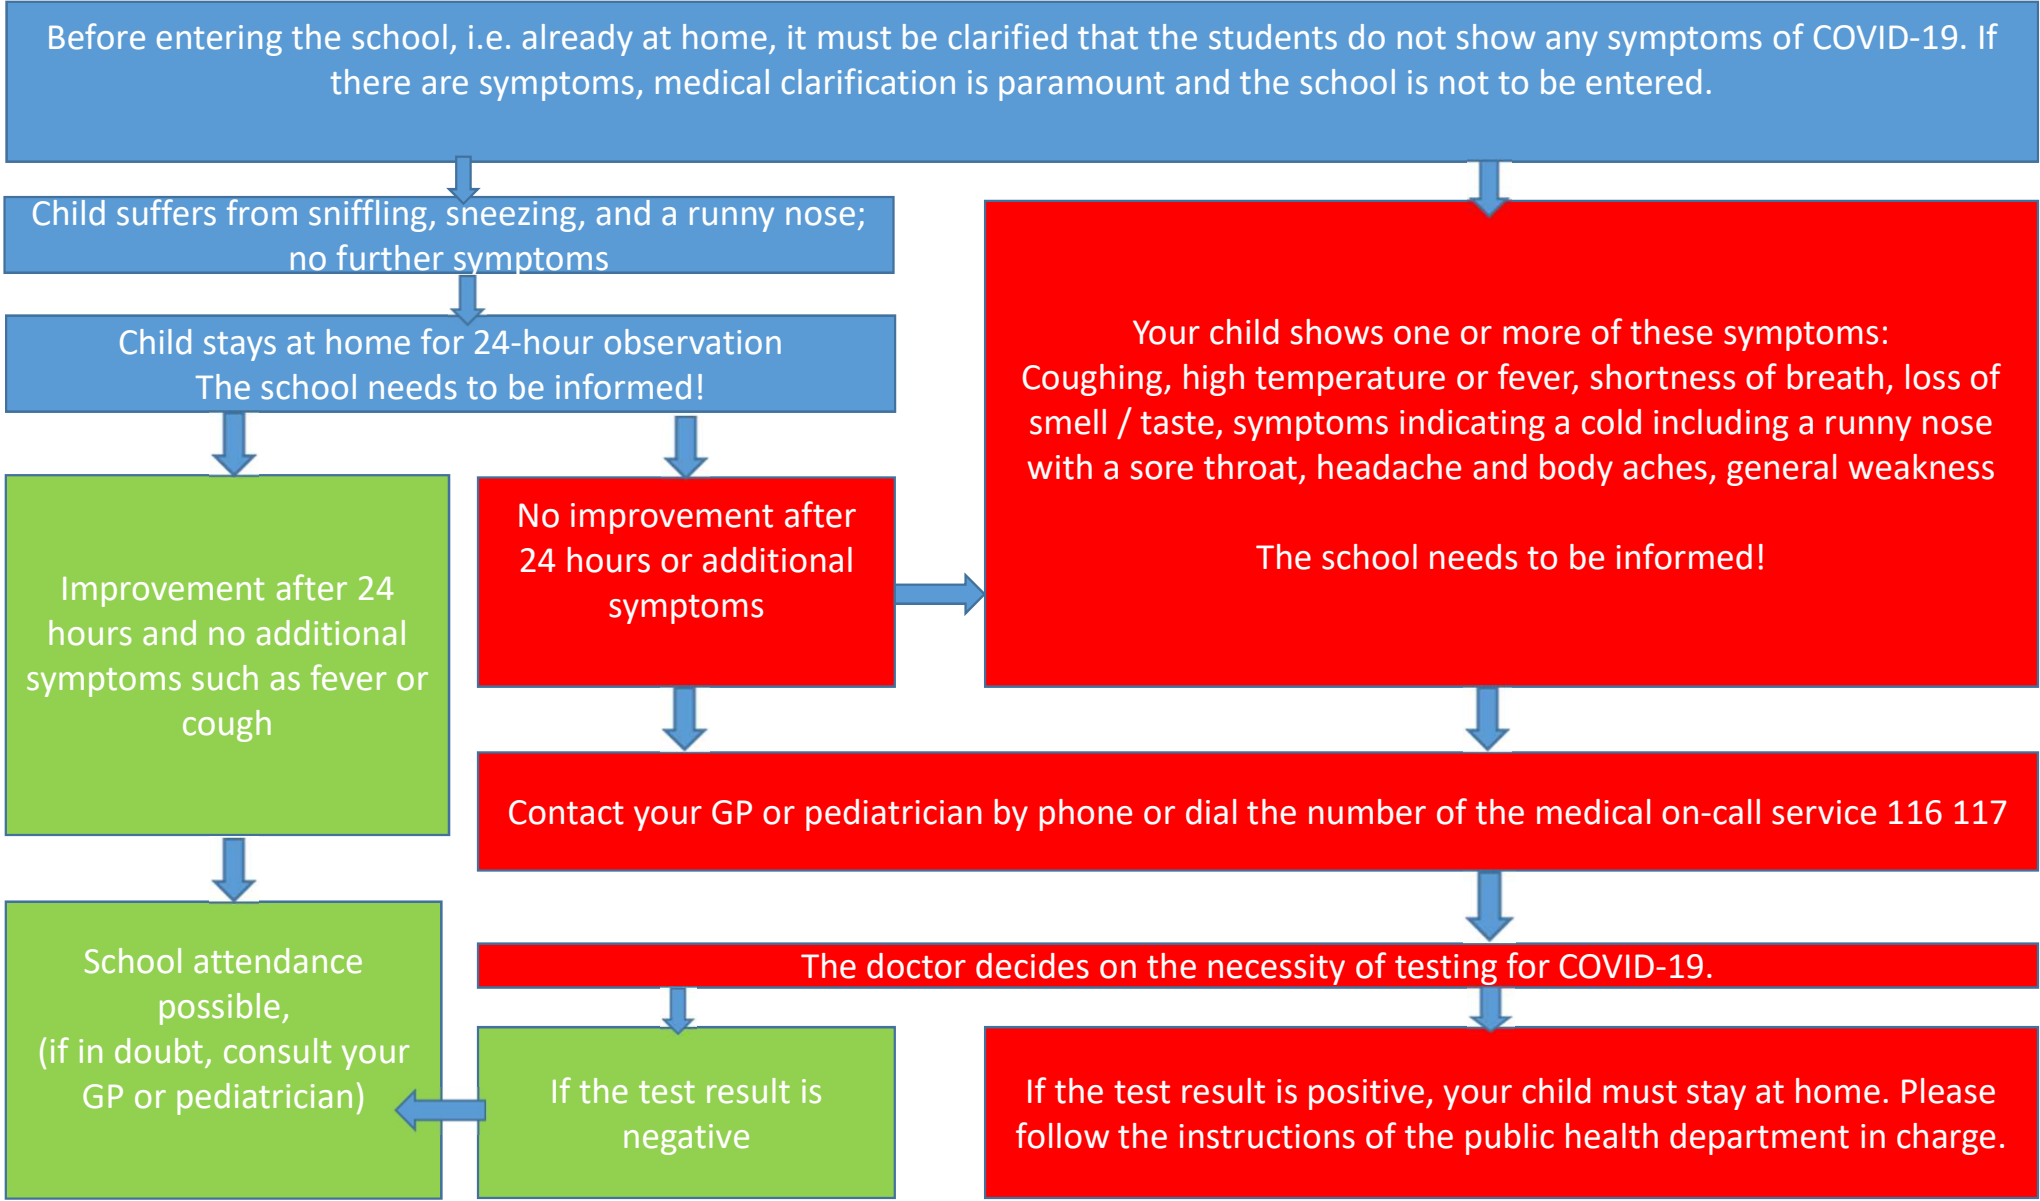 Before entering the school, i.e. already at home, it must be clarified that the students do not show any symptoms of COVID-19. If
there are symptoms, medical clarification is paramount and the school is not to be entered.
Child suffers from sniffling, sneezing, and a runny nose;
no further symptoms
Child stays at home for 24-hour observation
The school needs to be informed!
Improvement after 24
hours and no additional
symptoms such as fever or
cough
No improvement after
24 hours or additional
symptoms
Your child shows one or more of these symptoms:
Coughing, high temperature or fever, shortness of breath, loss of
smell / taste, symptoms indicating a cold including a runny nose
with a sore throat, headache and body aches, general weakness
The school needs to be informed!
Contact your GP or pediatrician by phone or dial the number of the medical on-call service 116 117
The doctor decides on the necessity of testing for COVID-19.
School attendance
possible,
(if in doubt, consult your
GP or pediatrician)
If the test result is
negative
If the test result is positive, your child must stay at home. Please
follow the instructions of the public health department in charge.